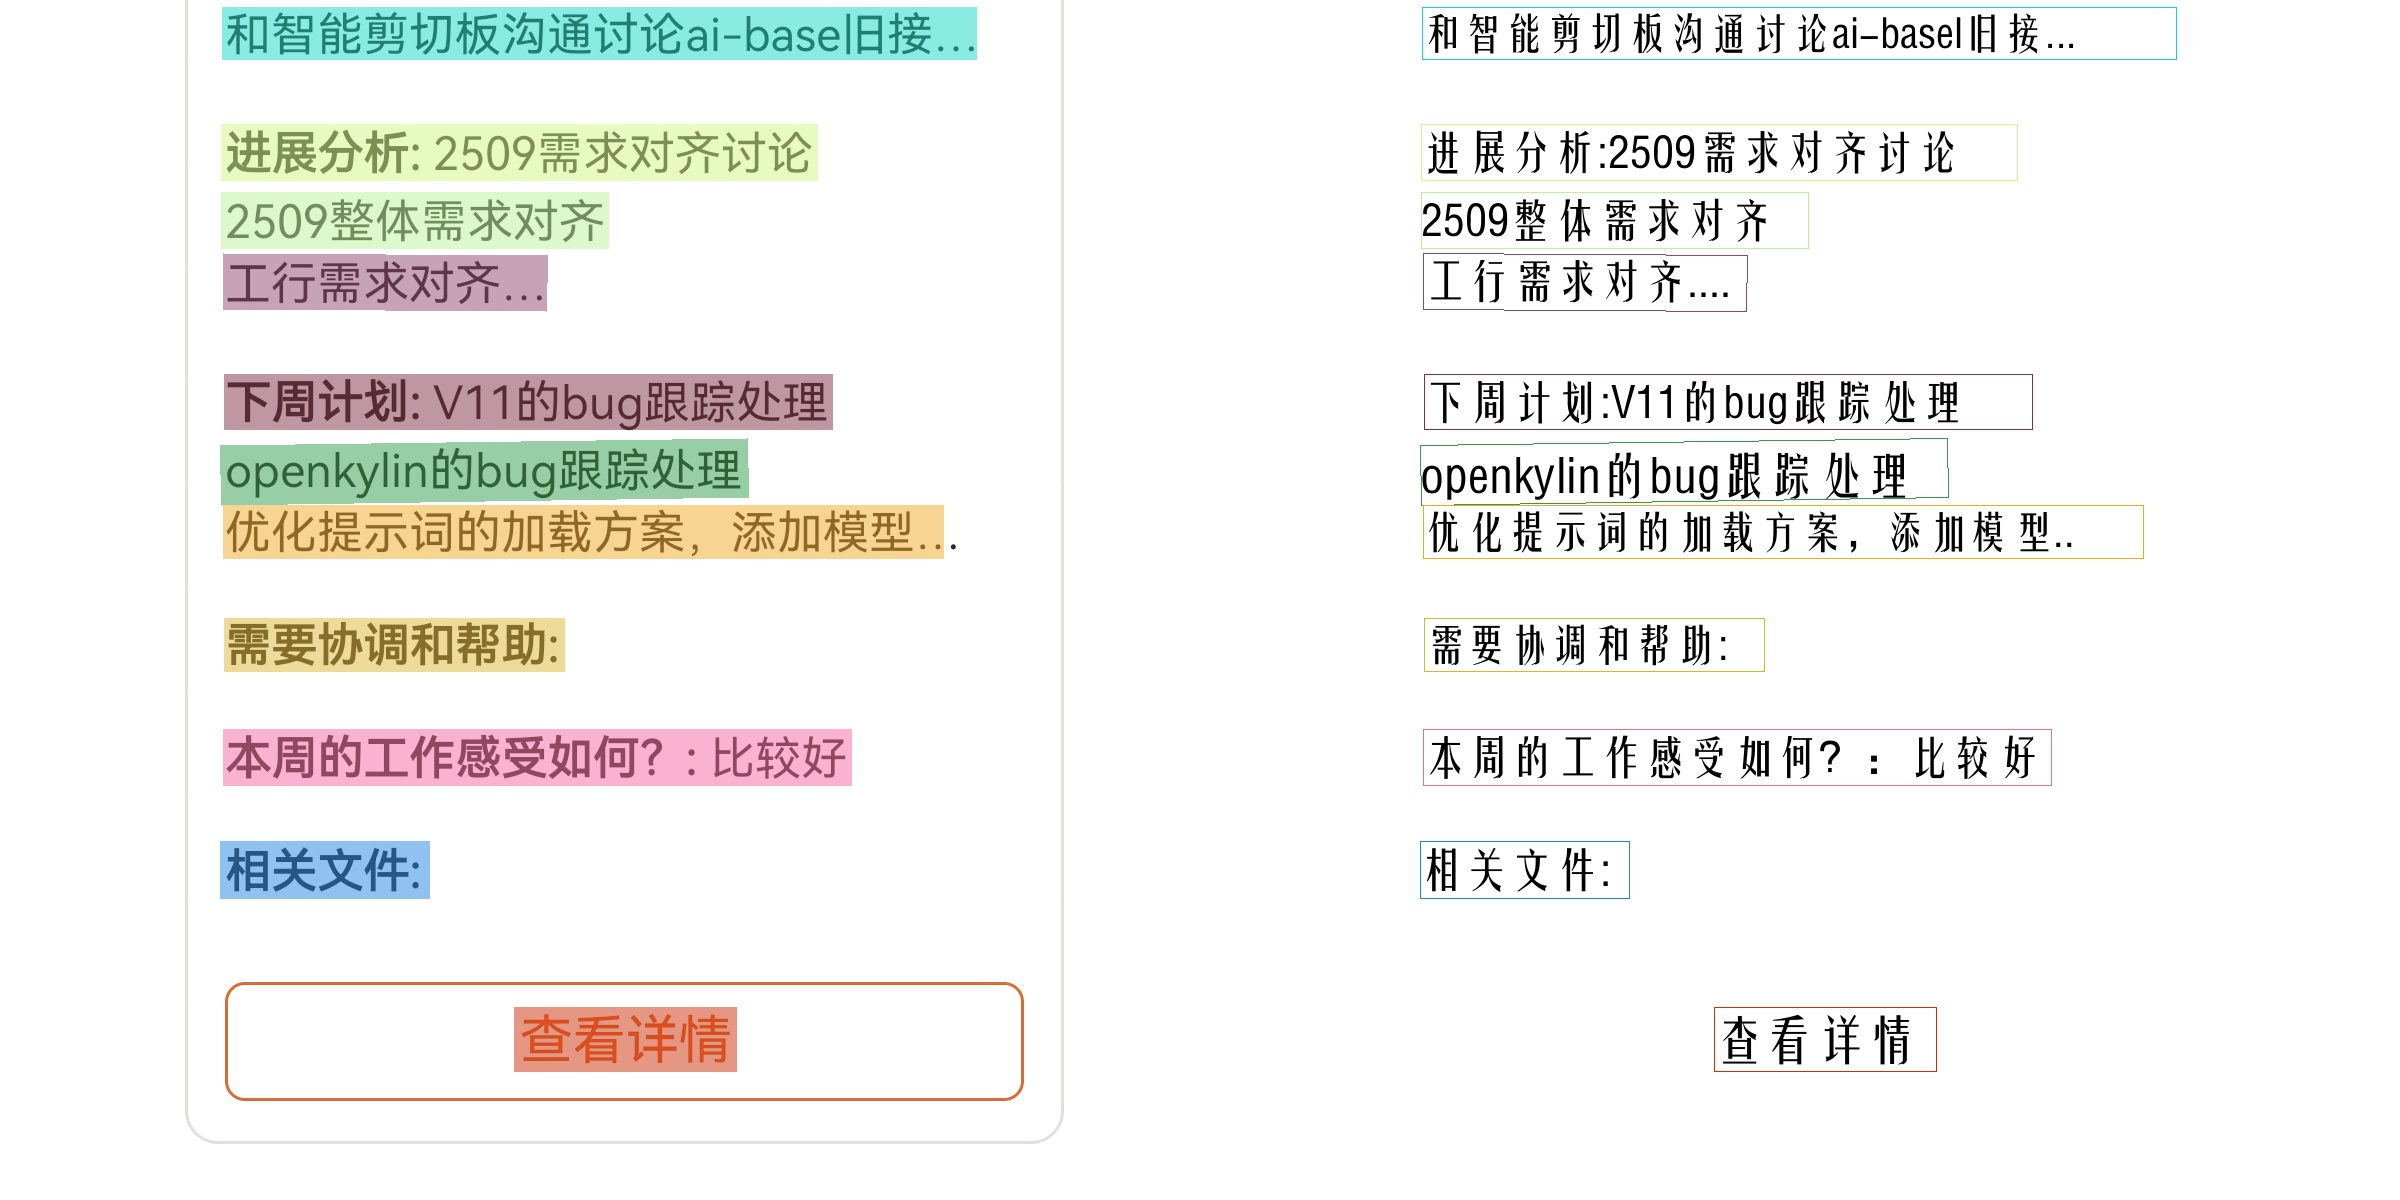 和智能剪切板沟通讨论ai-base旧接...
和智能剪切板沟通讨论ai-basel旧接...
进展分析: 2509需求对齐讨论
进展分析:2509需求对齐讨论
2509整体需求对齐
2509整体需求对齐
工行需求对齐...
工行需求对齐....
下周计划: V11的bug跟踪处理
下周计划:V11的bug跟踪处理
openkylin的bug跟踪处理
openkylin的bug跟踪处理
优化提示词的加载方案，添加模型...
优化提示词的加载方案，添加模型..
需要协调和帮助:
需要协调和帮助:
本周的工作感受如何？: 比较好
本周的工作感受如何?：比较好
相关文件:
相关文件:
查看详情
查看详情